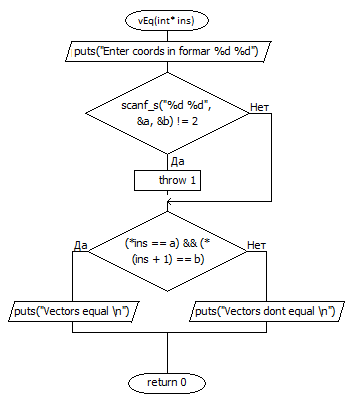 vEq(int* ins)
puts("Enter coords in formar %d %d")
scanf_s("%d %d",
&a, &b) != 2
Нет
Да
throw 1
Да
(*ins == a) && (*
(ins + 1) == b)
Нет
puts("Vectors equal \n")
puts("Vectors dont equal \n")
return 0